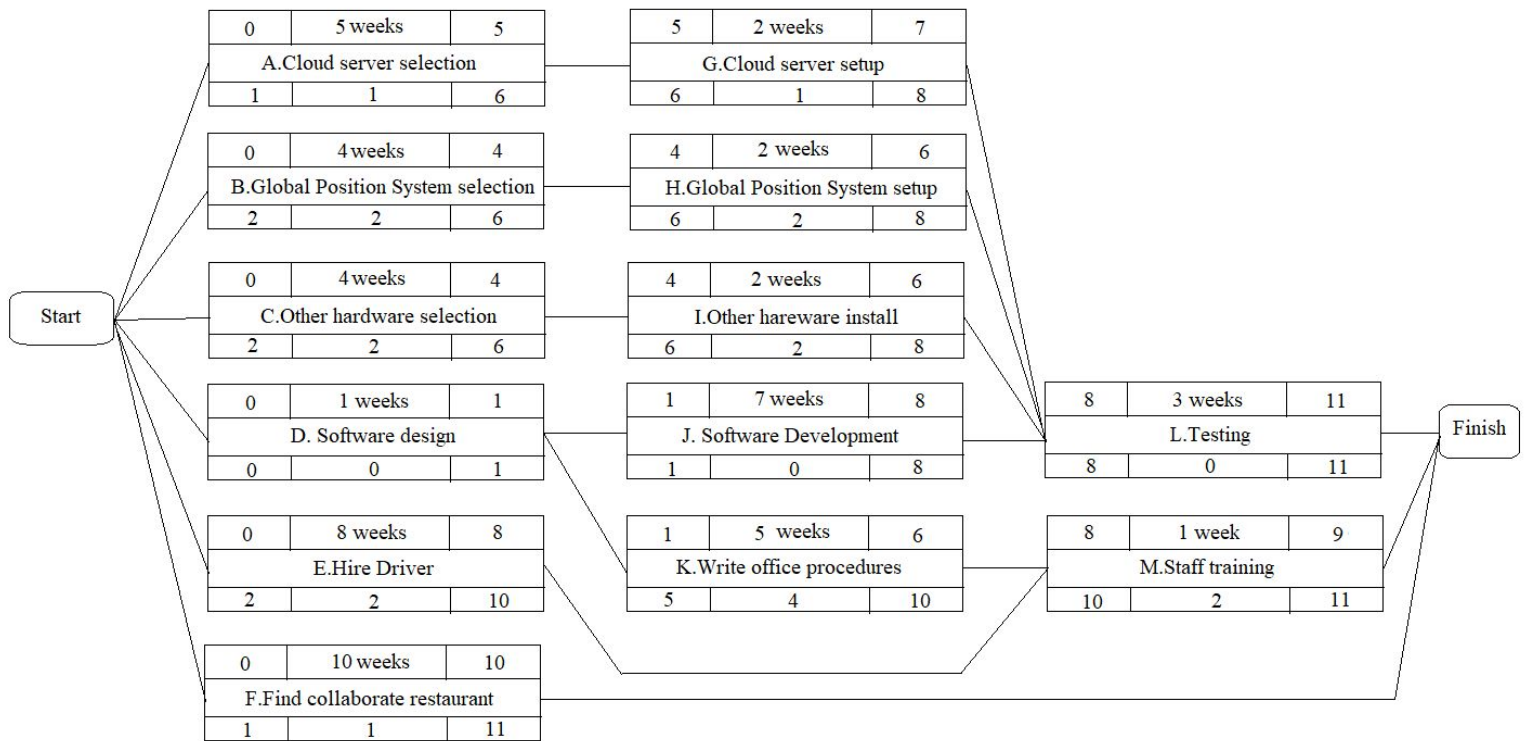 0 5 weeks 5
A.Cloud server selection
1 1 6
5 2 weeks 7
G.Cloud server setup
6 1 8
0 4 weeks 4
B.Global Position System selection
2 2 6
4 2 weeks 6
H.Global Position System setup
6 2 8
Start
0 4 weeks 4
C.Other hardware selection
2 2 6
4 2 weeks 6
I.Other hareware install
6 2 8
0 1 weeks 1
D. Software design
0 0 1
1 7 weeks 8
J. Software Development
1 0 8
8 3 weeks 11
L.Testing
8 0 11
Finish
0 8 weeks 8
E.Hire Driver
2 2 10
1 5 weeks 6
K.Write office procedures
5 4 10
8 1 week 9
M.Staff training
10 2 11
0 10 weeks 10
F.Find collaborate restaurant
1 1 11